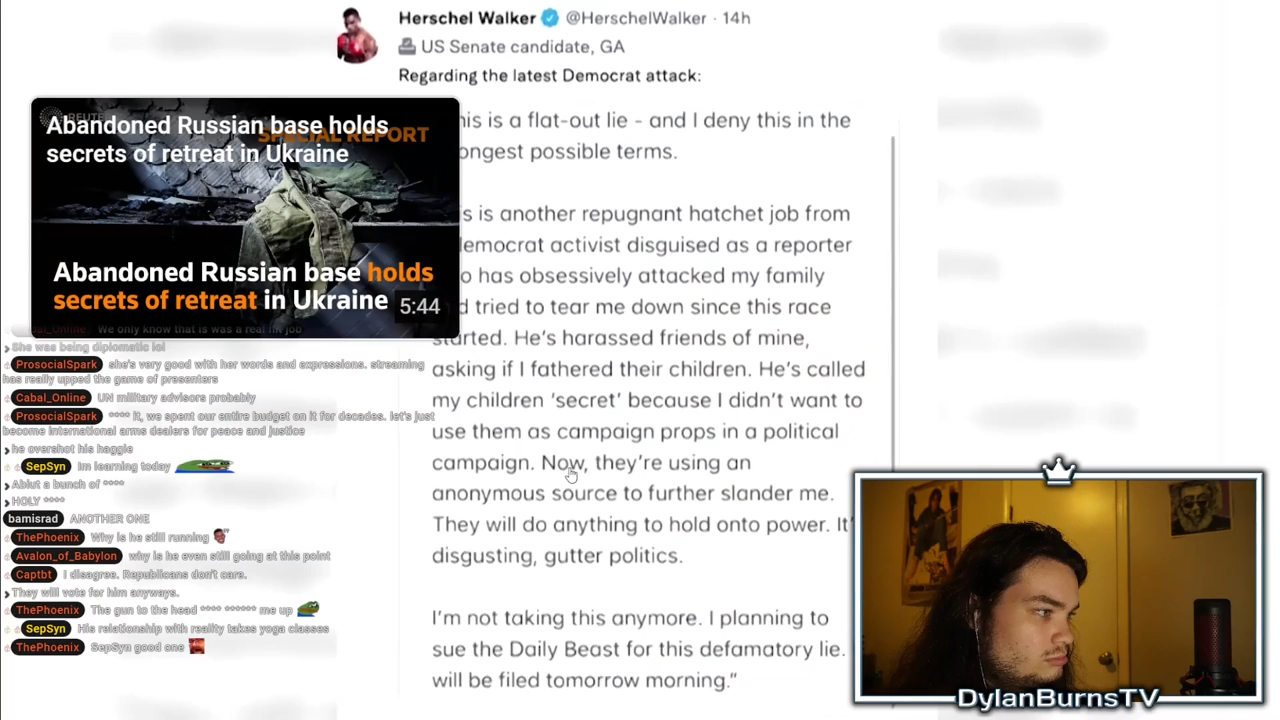 Herschel Walker @HerschelWalker · 14h
US Senate candidate, GA
Regarding the latest Democrat attack:
his is a flat-out lie - and I deny this in the
ongest possible terms.
s is another repugnant hatchet job from
emocrat activist disguised as a reporter
o has obsessively attacked my family
d tried to tear me down since this race
started. He's harassed friends of mine,
asking if I fathered their children. He's called
my children 'secret' because I didn't want to
use them as campaign props in a political
campaign. Now, they're using an
anonymous source to further slander me.
They will do anything to hold onto power. It'
disgusting, gutter politics.
I'm not taking this anymore. I planning to
sue the Daily Beast for this defamatory lie.
will be filed tomorrow morning."
Abandoned Russian base holds
secrets of retreat in Ukraine
SPECIAL REPORT
Abandoned Russian base holds
secrets of retreat in Ukraine
5:44
Cabal_Online: We only know that is was a real lin job
She was being diplomatic lol
ProsocialSpark she's very good with her words and expressions. streaming
has really upped the game of presenters
Cabal_Online UN military advisors probably
ProsocialSpark **** it, we spent our entire budget on it for decades. let's just
become international arms dealers for peace and justice
he overshot his haggle
SepSyn Im learning today
Ablut a bunch of ****
HOLY ****
bamisrad ANOTHER ONE
ThePhoenix Why is he still running
Avalon_of_Babylon why is he even still going at this point
Captbt I disagree. Republicans don't care.
They will vote for him anyways.
ThePhoenix The gun to the head **** ****** me up
SepSyn His relationship with reality takes yoga classes
ThePhoenix SepSyn good one
DylanBurnsTV